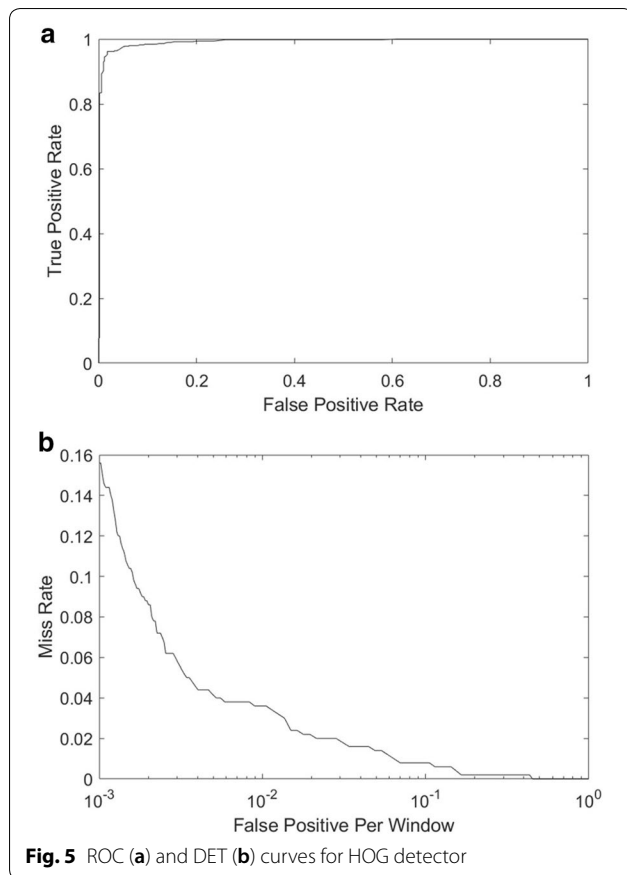 a
1
0.8
0.6
0.4
0.2
0
True Positive Rate
0 0.2 0.4 0.6 0.8 1
False Positive Rate
b
0.16
0.14
0.12
0.1
0.08
0.06
0.04
0.02
0
Miss Rate
10⁻³ 10⁻² 10⁻¹ 10⁰
False Positive Per Window
Fig. 5 ROC (a) and DET (b) curves for HOG detector